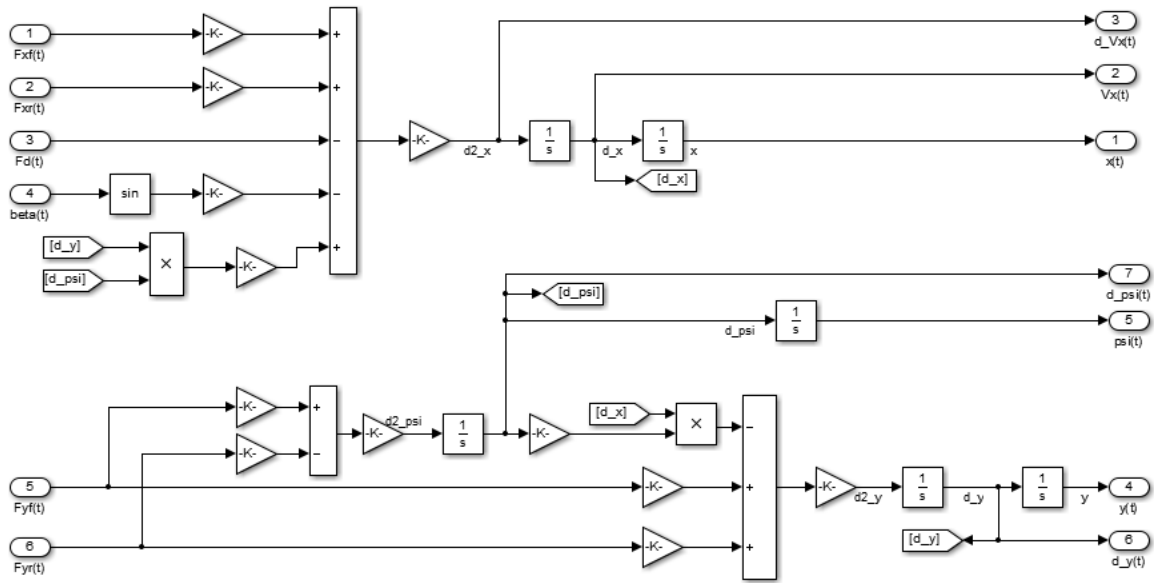 1
Fxf(t)
-K-
+
3
d_Vx(t)
2
Fxr(t)
-K-
+
2
Vx(t)
3
Fd(t)
−
-K-
d2_x
1
s
d_x
1
s
x
1
x(t)
[d_x]
4
beta(t)
sin
-K-
−
[d_y]
[d_psi]
×
-K-
+
7
d_psi(t)
[d_psi]
d_psi
1
s
5
psi(t)
-K-
+
-K-
−
-K-
d2_psi
1
s
-K-
[d_x]
×
−
5
Fyf(t)
-K-
+
-K-
d2_y
1
s
d_y
1
s
y
4
y(t)
6
Fyr(t)
-K-
+
[d_y]
6
d_y(t)